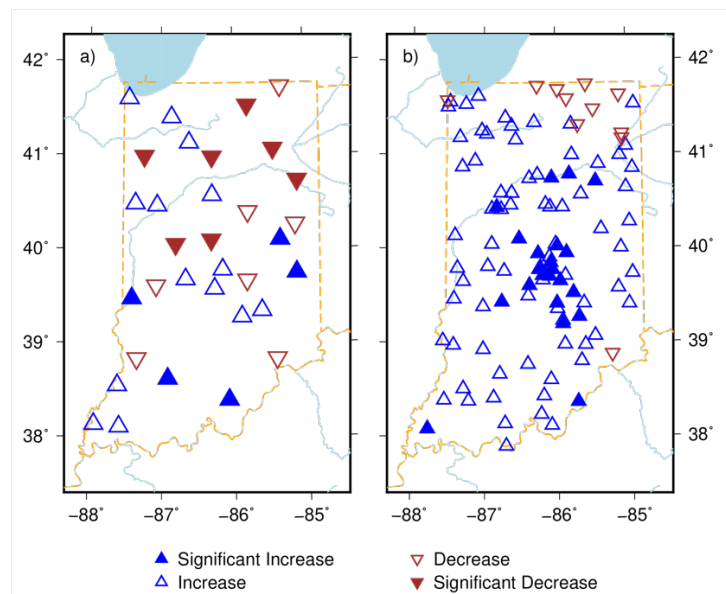 a) b)
42° 42°
41° 41°
40° 40°
39° 39°
38° 38°
−88° −87° −86° −85° −88° −87° −86° −85°
Significant Increase Decrease
Increase Significant Decrease